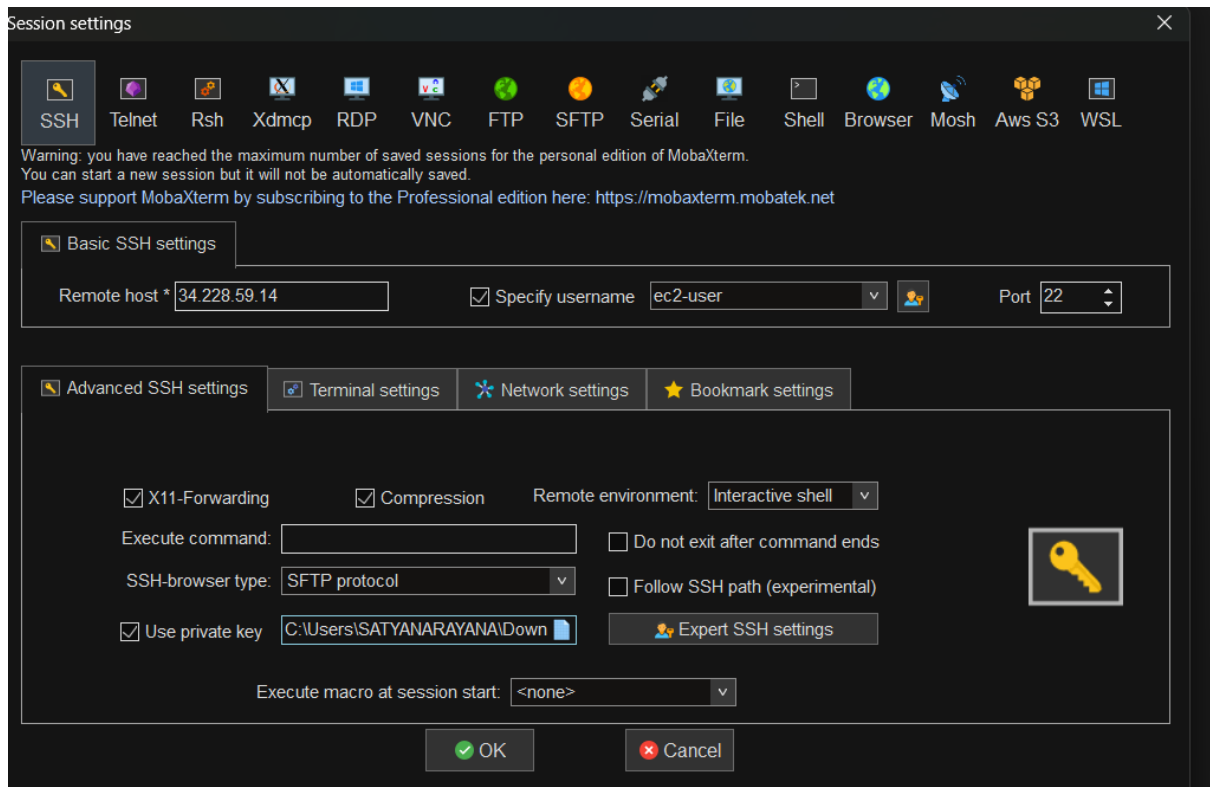 Session settings
SSH Telnet Rsh Xdmcp RDP VNC FTP SFTP Serial File Shell Browser Mosh Aws S3 WSL
Warning: you have reached the maximum number of saved sessions for the personal edition of MobaXterm.
You can start a new session but it will not be automatically saved.
Please support MobaXterm by subscribing to the Professional edition here: https://mobaxterm.mobatek.net
Basic SSH settings
Remote host * 34.228.59.14 Specify username ec2-user Port 22
Advanced SSH settings Terminal settings Network settings Bookmark settings
X11-Forwarding Compression Remote environment: Interactive shell
Execute command: Do not exit after command ends
SSH-browser type: SFTP protocol Follow SSH path (experimental)
Use private key C:\Users\SATYANARAYANA\Down Expert SSH settings
Execute macro at session start: <none>
OK Cancel